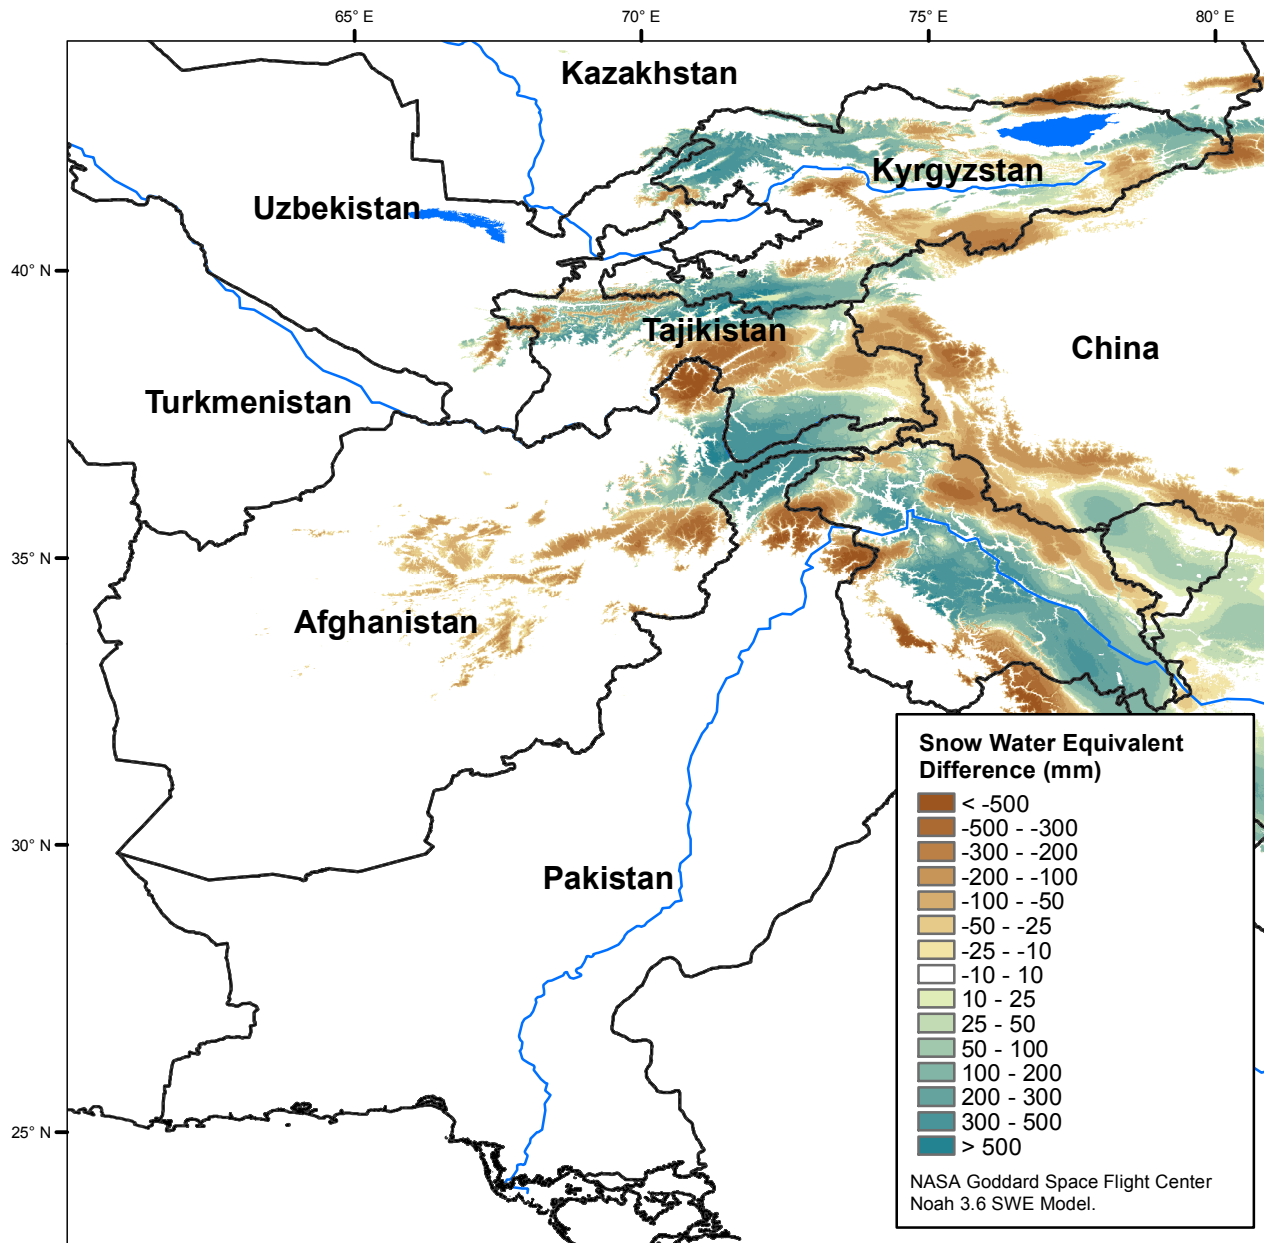 65° E
70° E
75° E
80° E
Kazakhstan
Kyrgyzstan
Uzbekistan
40° N
Tajikistan
China
Turkmenistan
35° N
Afghanistan
Snow Water Equivalent
Difference (mm)
< -500
-500 - -300
-300 - -200
-200 - -100
-100 - -50
-50 - -25
-25 - -10
-10 - 10
10 - 25
25 - 50
50 - 100
100 - 200
200 - 300
300 - 500
> 500
NASA Goddard Space Flight Center
Noah 3.6 SWE Model.
30° N
Pakistan
25° N